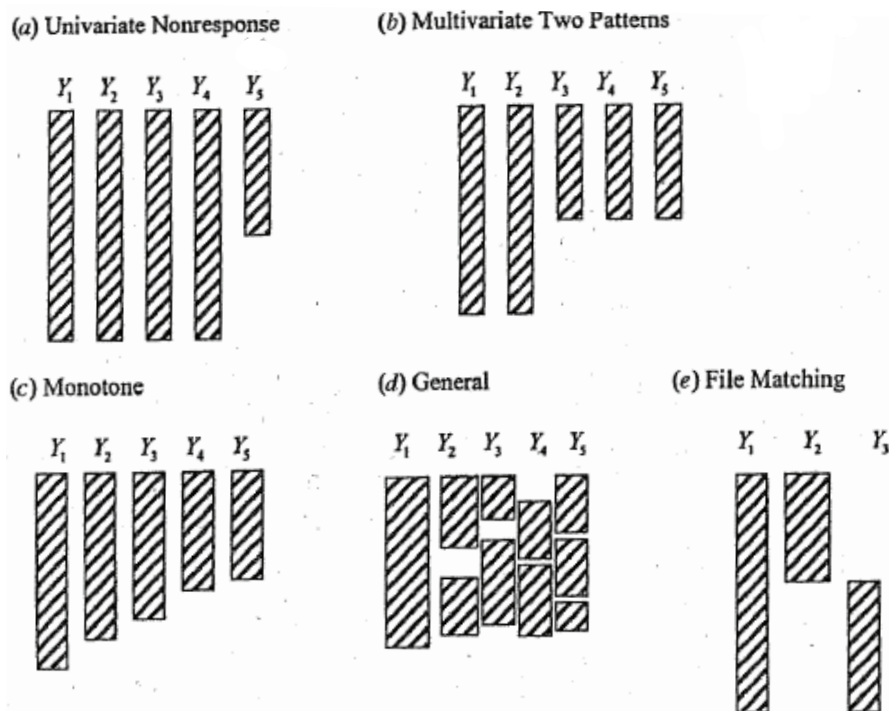 (a) Univariate Nonresponse
(b) Multivariate Two Patterns
Y₁ Y₂ Y₃ Y₄ Y₅
Y₁ Y₂ Y₃ Y₄ Y₅
(c) Monotone
(d) General
(e) File Matching
Y₁ Y₂ Y₃ Y₄ Y₅
Y₁ Y₂ Y₃ Y₄ Y₅
Y₁ Y₂ Y₃